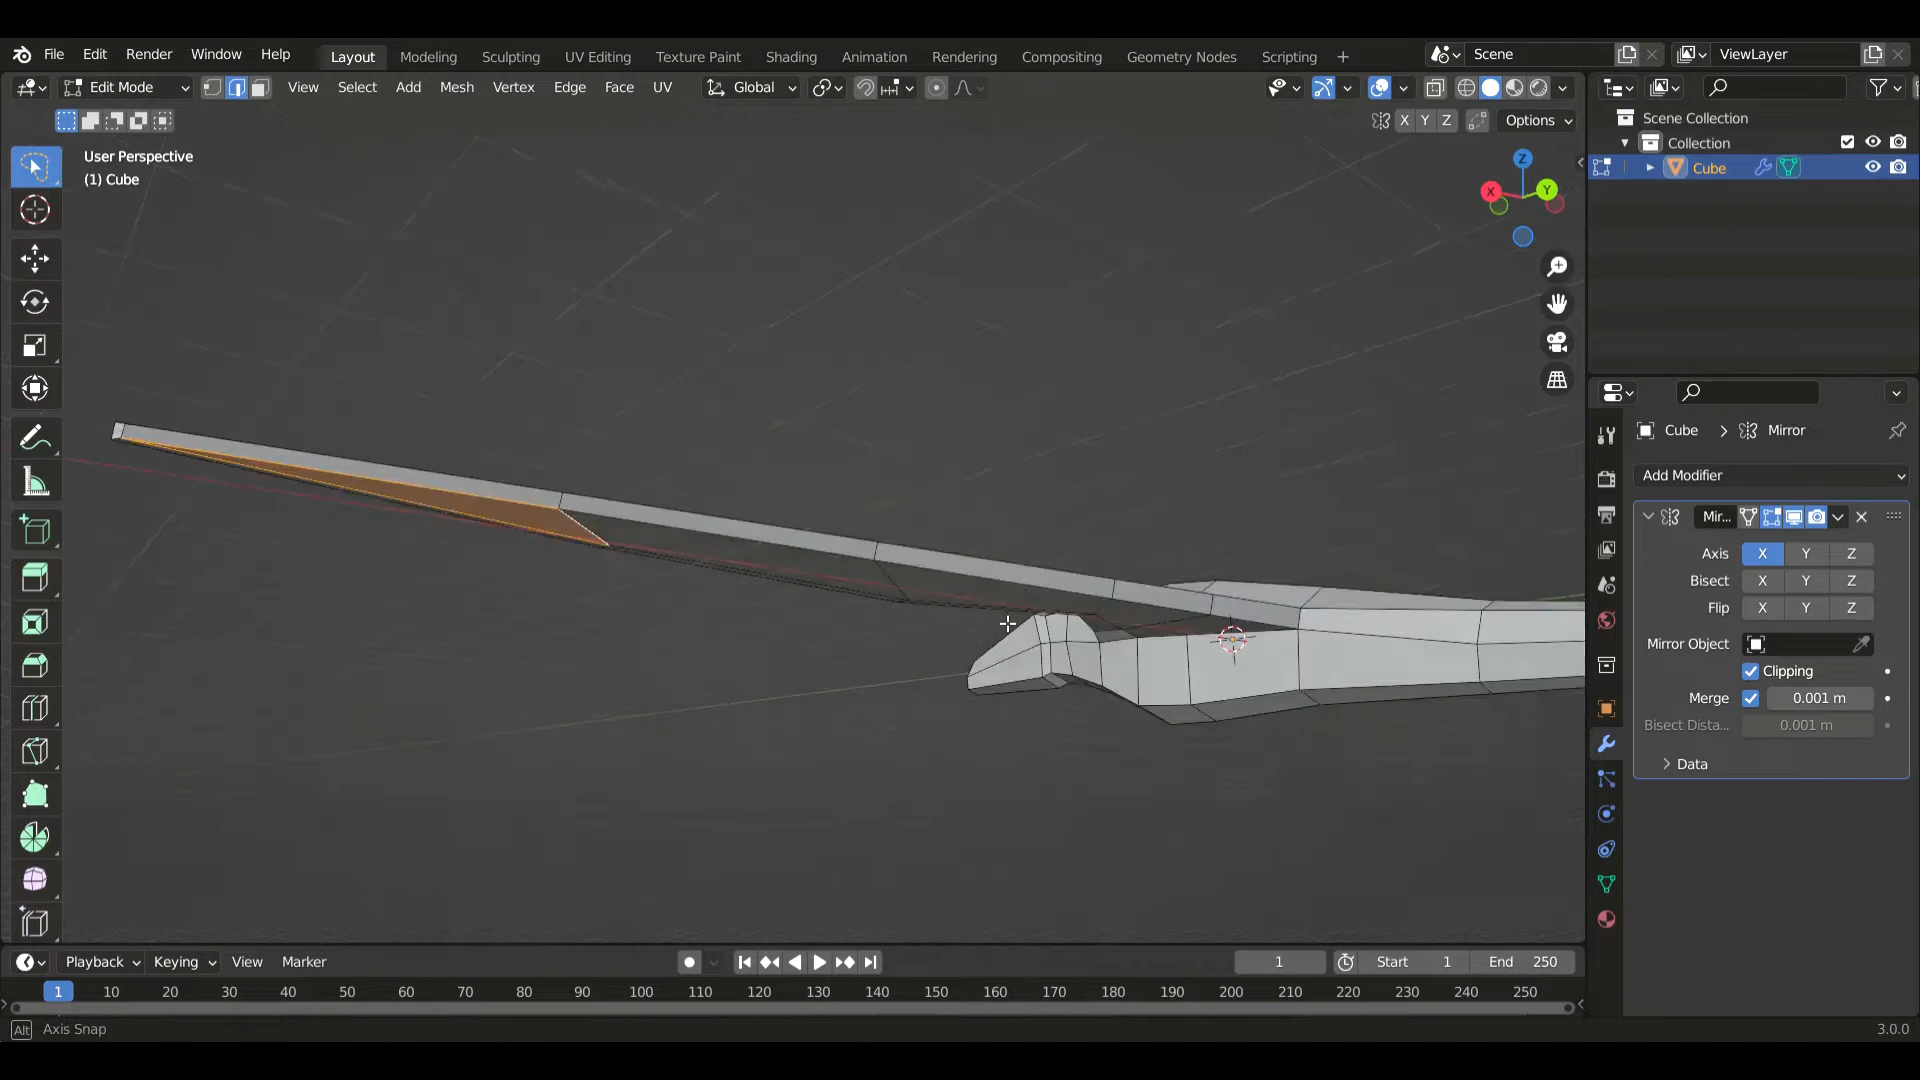 File Edit Render Window Help Layout Modeling Sculpting UV Editing Texture Paint Shading Animation Rendering Compositing Geometry Nodes Scripting + Scene ViewLayer
Edit Mode View Select Add Mesh Vertex Edge Face UV Global
X Y Z Options
Scene Collection
Collection
Cube
User Perspective
(1) Cube
Z
X
Y
Cube > Mirror
Add Modifier
Mir...
Axis X Y Z
Bisect X Y Z
Flip X Y Z
Mirror Object
Clipping
Merge 0.001 m
Bisect Dista... 0.001 m
Data
Playback Keying View Marker 1 Start 1 End 250
1 10 20 30 40 50 60 70 80 90 100 110 120 130 140 150 160 170 180 190 200 210 220 230 240 250
Alt Axis Snap 3.0.0